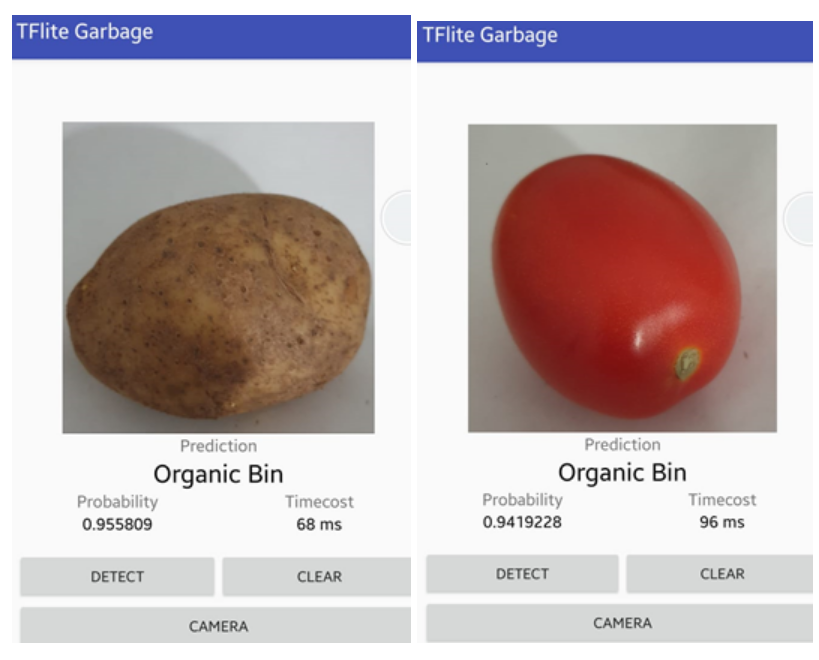 TFlite Garbage
Prediction
Organic Bin
Probability Timecost
0.955809 68 ms
DETECT CLEAR
CAMERA
TFlite Garbage
Prediction
Organic Bin
Probability Timecost
0.9419228 96 ms
DETECT CLEAR
CAMERA